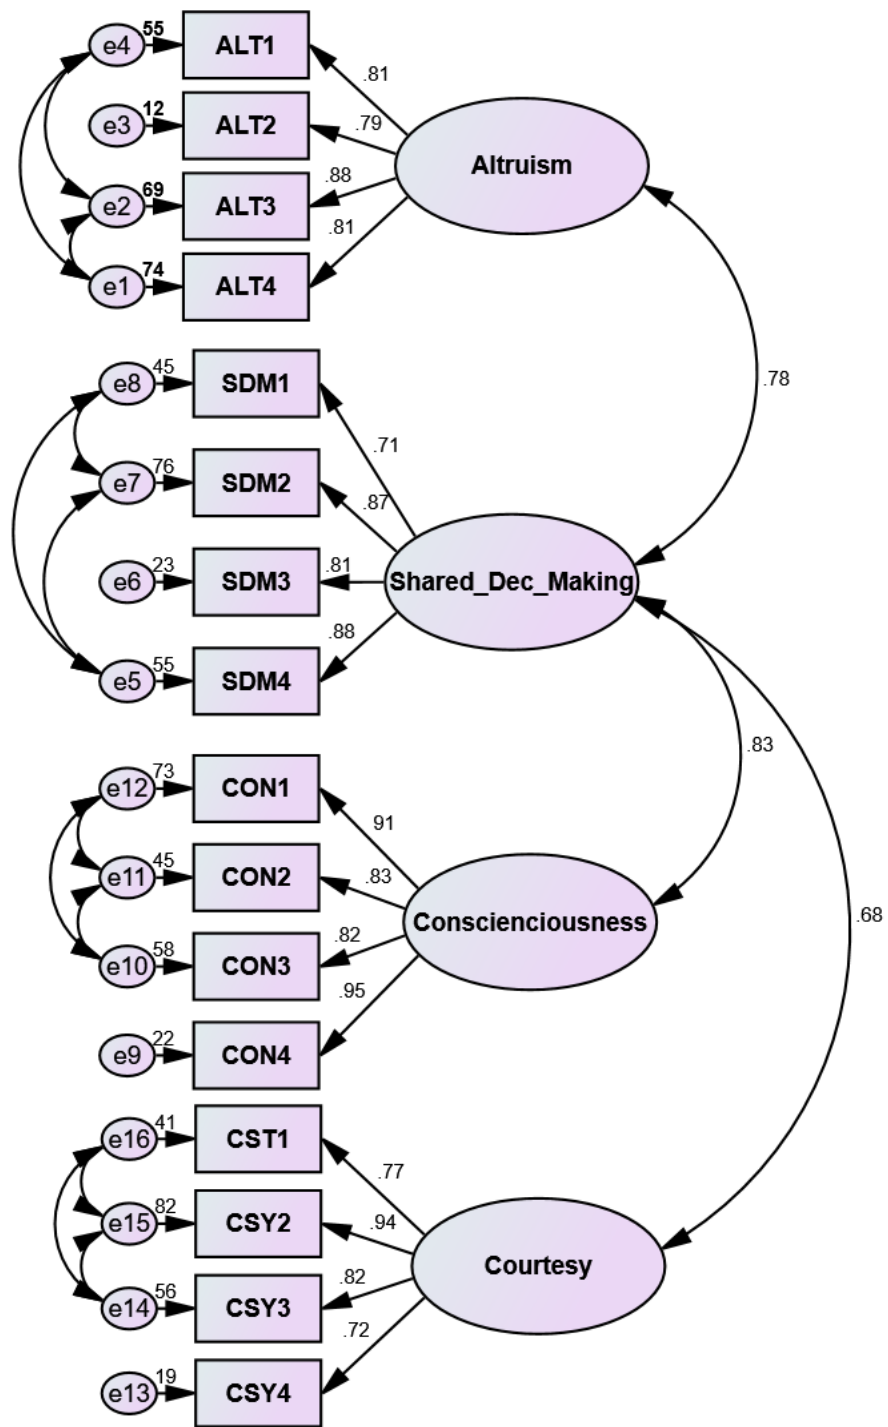 e4 55 ALT1
.81
e3 12 ALT2
.79
Altruism
e2 69 ALT3
.88
e1 74 ALT4
.81
.78
e8 45 SDM1
.71
e7 76 SDM2
.87
e6 23 SDM3
.81
Shared_Dec_Making
e5 55 SDM4
.88
.83
e12 73 CON1
91
e11 45 CON2
.83
Conscienciousness
e10 58 CON3
.82
e9 22 CON4
.95
.68
e16 41 CST1
.77
e15 82 CSY2
.94
Courtesy
e14 56 CSY3
.82
e13 19 CSY4
.72